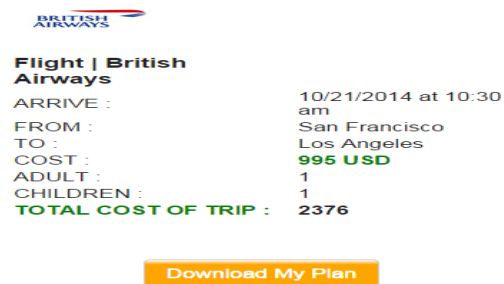 BRITISH
AIRWAYS
Flight | British
Airways
ARRIVE : 10/21/2014 at 10:30
am
FROM : San Francisco
TO : Los Angeles
COST : 995 USD
ADULT : 1
CHILDREN : 1
TOTAL COST OF TRIP : 2376
Download My Plan